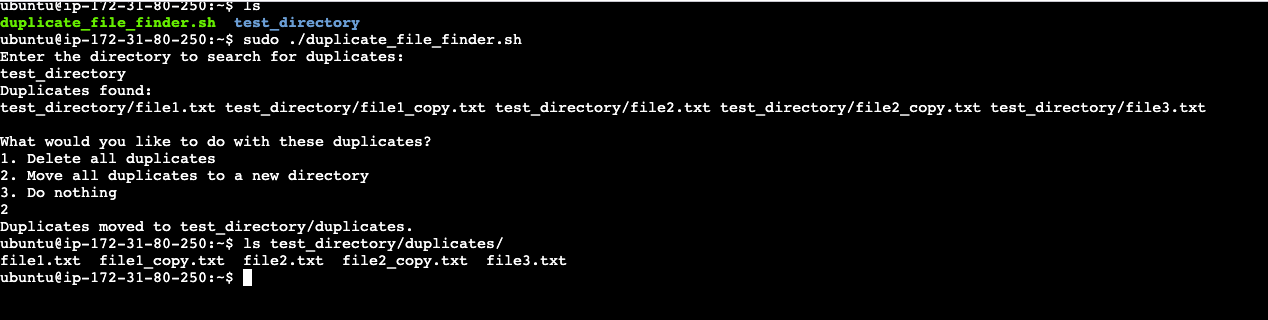 ubuntu@ip-172-31-80-250:~$ ls
duplicate_file_finder.sh  test_directory
ubuntu@ip-172-31-80-250:~$ sudo ./duplicate_file_finder.sh
Enter the directory to search for duplicates:
test_directory
Duplicates found:
test_directory/file1.txt test_directory/file1_copy.txt test_directory/file2.txt test_directory/file2_copy.txt test_directory/file3.txt

What would you like to do with these duplicates?
1. Delete all duplicates
2. Move all duplicates to a new directory
3. Do nothing
2
Duplicates moved to test_directory/duplicates.
ubuntu@ip-172-31-80-250:~$ ls test_directory/duplicates/
file1.txt  file1_copy.txt  file2.txt  file2_copy.txt  file3.txt
ubuntu@ip-172-31-80-250:~$